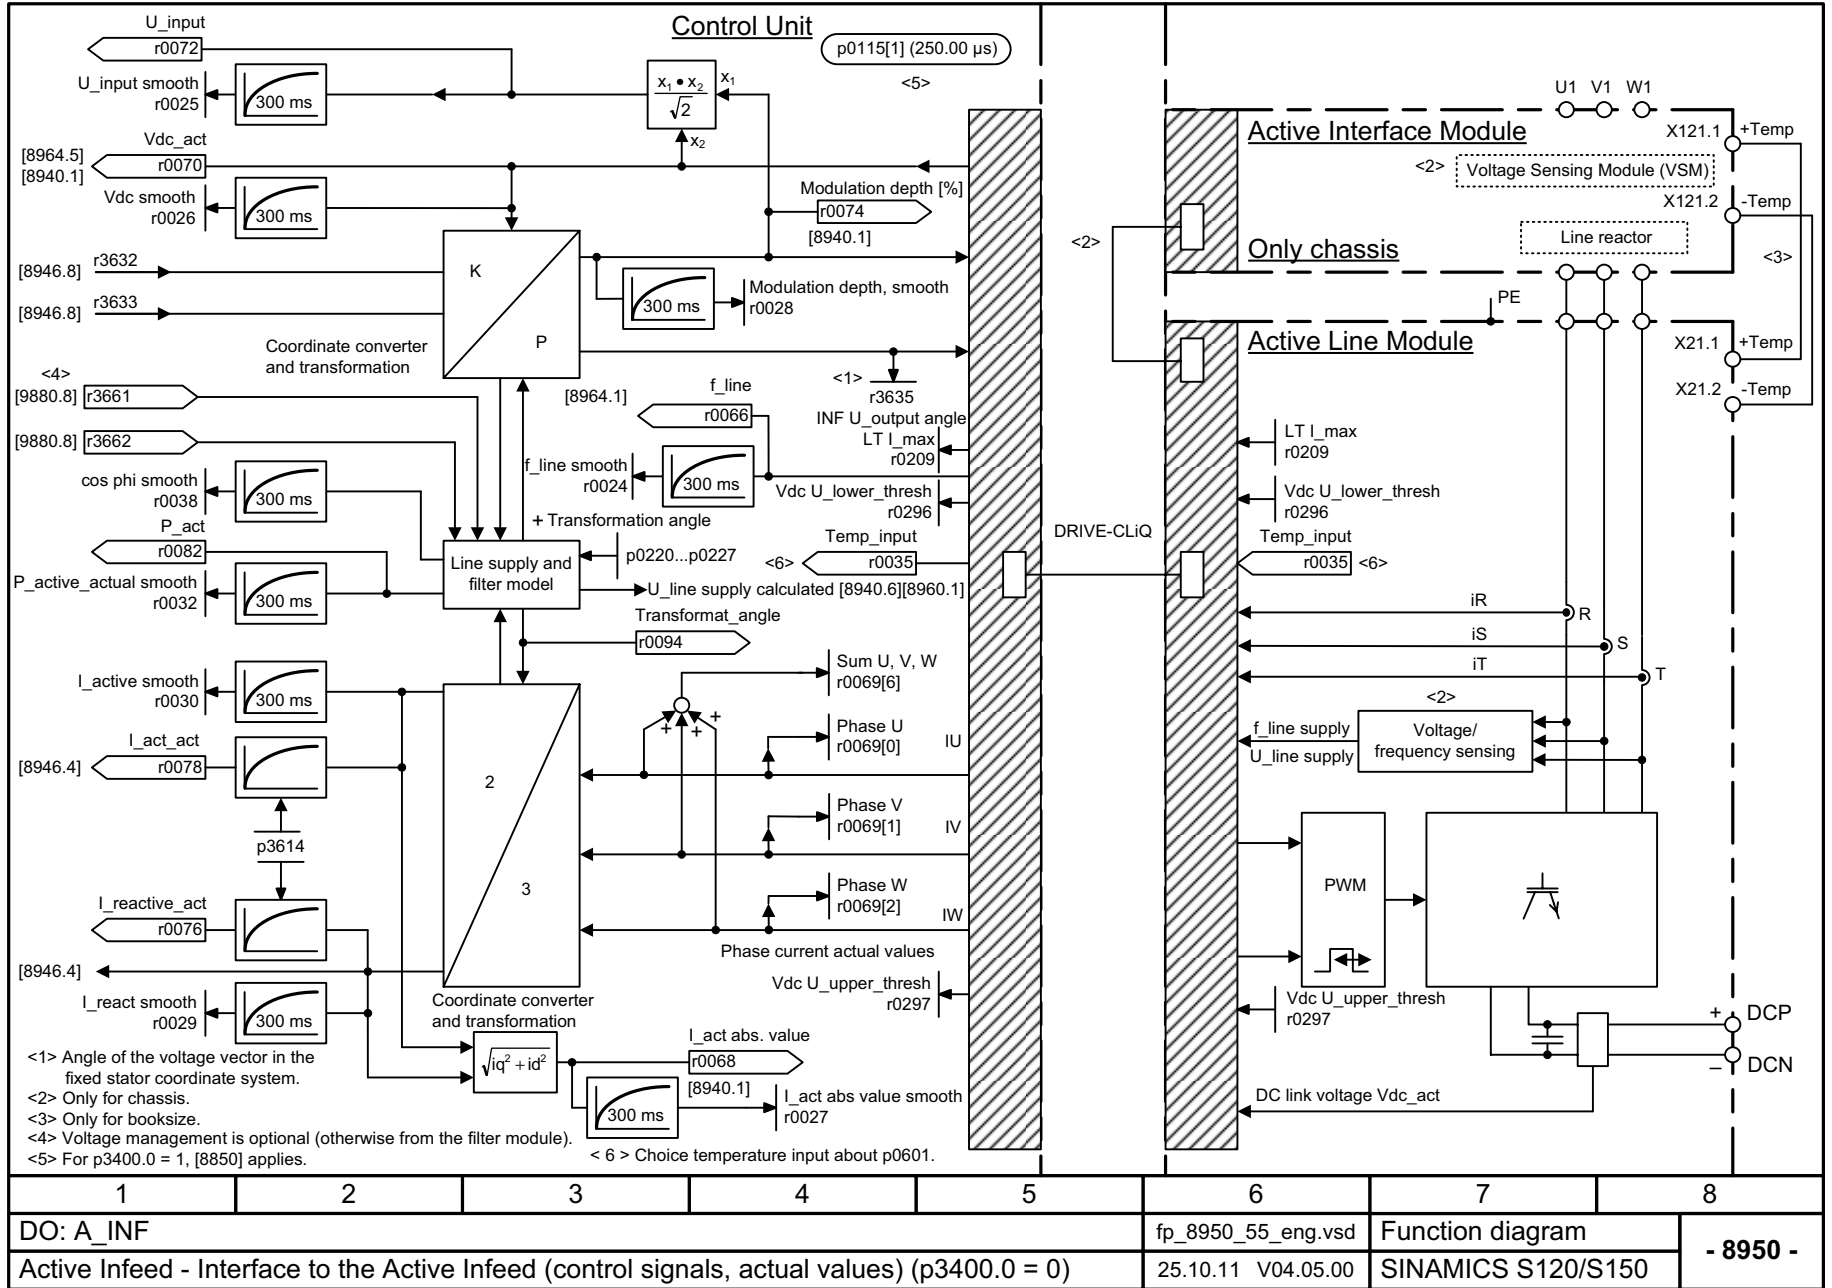 Control Unit
p0115[1] (250.00 µs)
<5>
U_input
r0072
U_input smooth
r0025
300 ms
x1 • x2
√2
x1
x2
Vdc_act
[8964.5]
[8940.1]
r0070
Vdc smooth
r0026
300 ms
Modulation depth [%]
r0074
[8940.1]
[8946.8]
r3632
[8946.8]
r3633
K
P
300 ms
Modulation depth, smooth
r0028
Coordinate converter
and transformation
<4>
[9880.8]
r3661
[9880.8]
r3662
[8964.1]
f_line
r0066
<1>
r3635
INF U_output angle
LT I_max
r0209
f_line smooth
r0024
300 ms
Vdc U_lower_thresh
r0296
cos phi smooth
r0038
300 ms
P_act
r0082
P_active_actual smooth
r0032
300 ms
Line supply and
filter model
+ Transformation angle
p0220...p0227
Temp_input
<6>
r0035
U_line supply calculated [8940.6][8960.1]
Transformat_angle
r0094
I_active smooth
r0030
300 ms
I_act_act
[8946.4]
r0078
p3614
I_reactive_act
r0076
[8946.4]
I_react smooth
r0029
300 ms
2
3
Sum U, V, W
r0069[6]
+
+
+
Phase U
r0069[0]
IU
Phase V
r0069[1]
IV
Phase W
r0069[2]
IW
Phase current actual values
Vdc U_upper_thresh
r0297
Coordinate converter
and transformation
√iq² + id²
I_act abs. value
r0068
[8940.1]
300 ms
I_act abs value smooth
r0027
<1> Angle of the voltage vector in the
fixed stator coordinate system.
<2> Only for chassis.
<3> Only for booksize.
<4> Voltage management is optional (otherwise from the filter module).
<5> For p3400.0 = 1, [8850] applies.
< 6 > Choice temperature input about p0601.
DRIVE-CLiQ
<2>
U1 V1 W1
Active Interface Module
<2>
Voltage Sensing Module (VSM)
Line reactor
Only chassis
X121.1
+Temp
X121.2
-Temp
<3>
PE
Active Line Module
X21.1
+Temp
X21.2
-Temp
LT I_max
r0209
Vdc U_lower_thresh
r0296
Temp_input
r0035
<6>
iR
R
iS
S
iT
T
<2>
f_line supply
U_line supply
Voltage/
frequency sensing
PWM
Vdc U_upper_thresh
r0297
+
DCP
–
DCN
DC link voltage Vdc_act
1 2 3 4 5 6 7 8
DO: A_INF
fp_8950_55_eng.vsd
Function diagram
- 8950 -
Active Infeed - Interface to the Active Infeed (control signals, actual values) (p3400.0 = 0)
25.10.11 V04.05.00
SINAMICS S120/S150